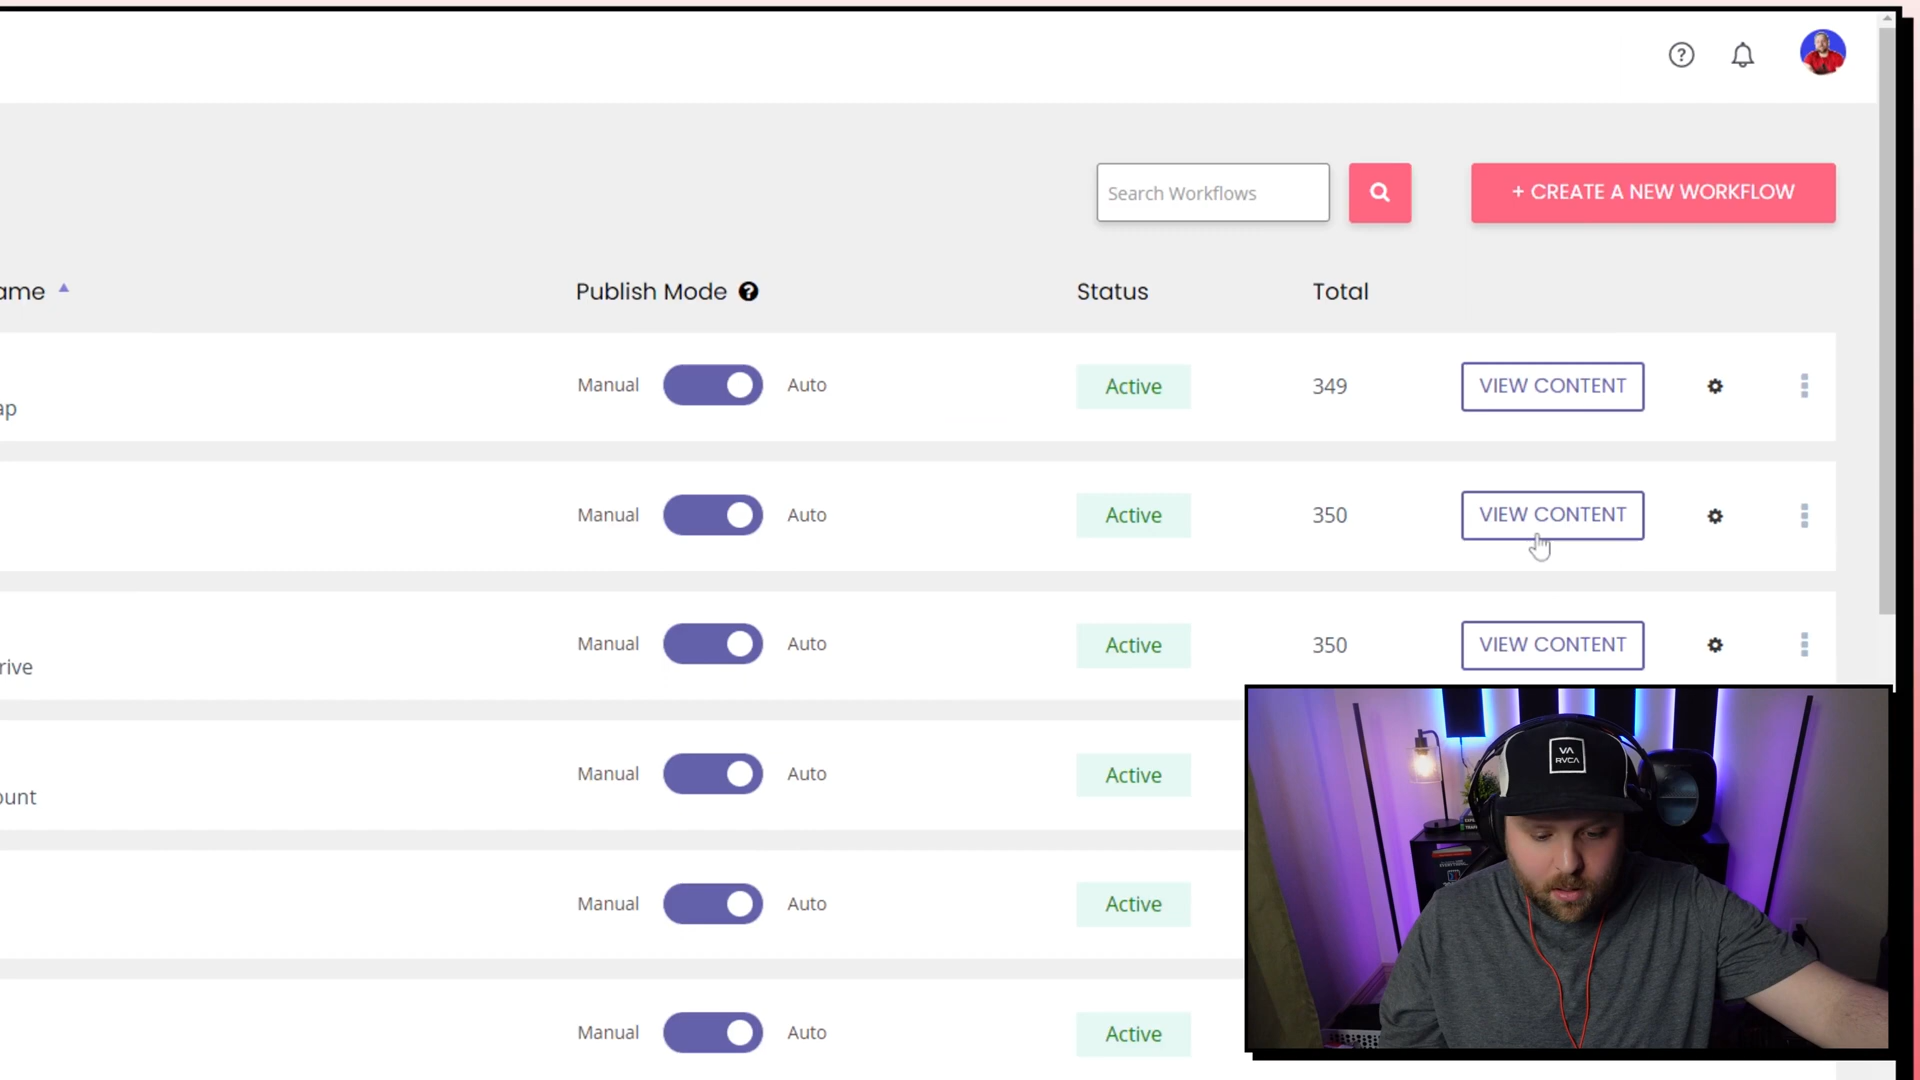 Search Workflows
+ CREATE A NEW WORKFLOW
ame
Publish Mode
Status
Total
Manual Auto Active 349 VIEW CONTENT
ap
Manual Auto Active 350 VIEW CONTENT
Manual Auto Active 350 VIEW CONTENT
rive
Manual Auto Active
ount
Manual Auto Active
Manual Auto Active
VA
RVCA